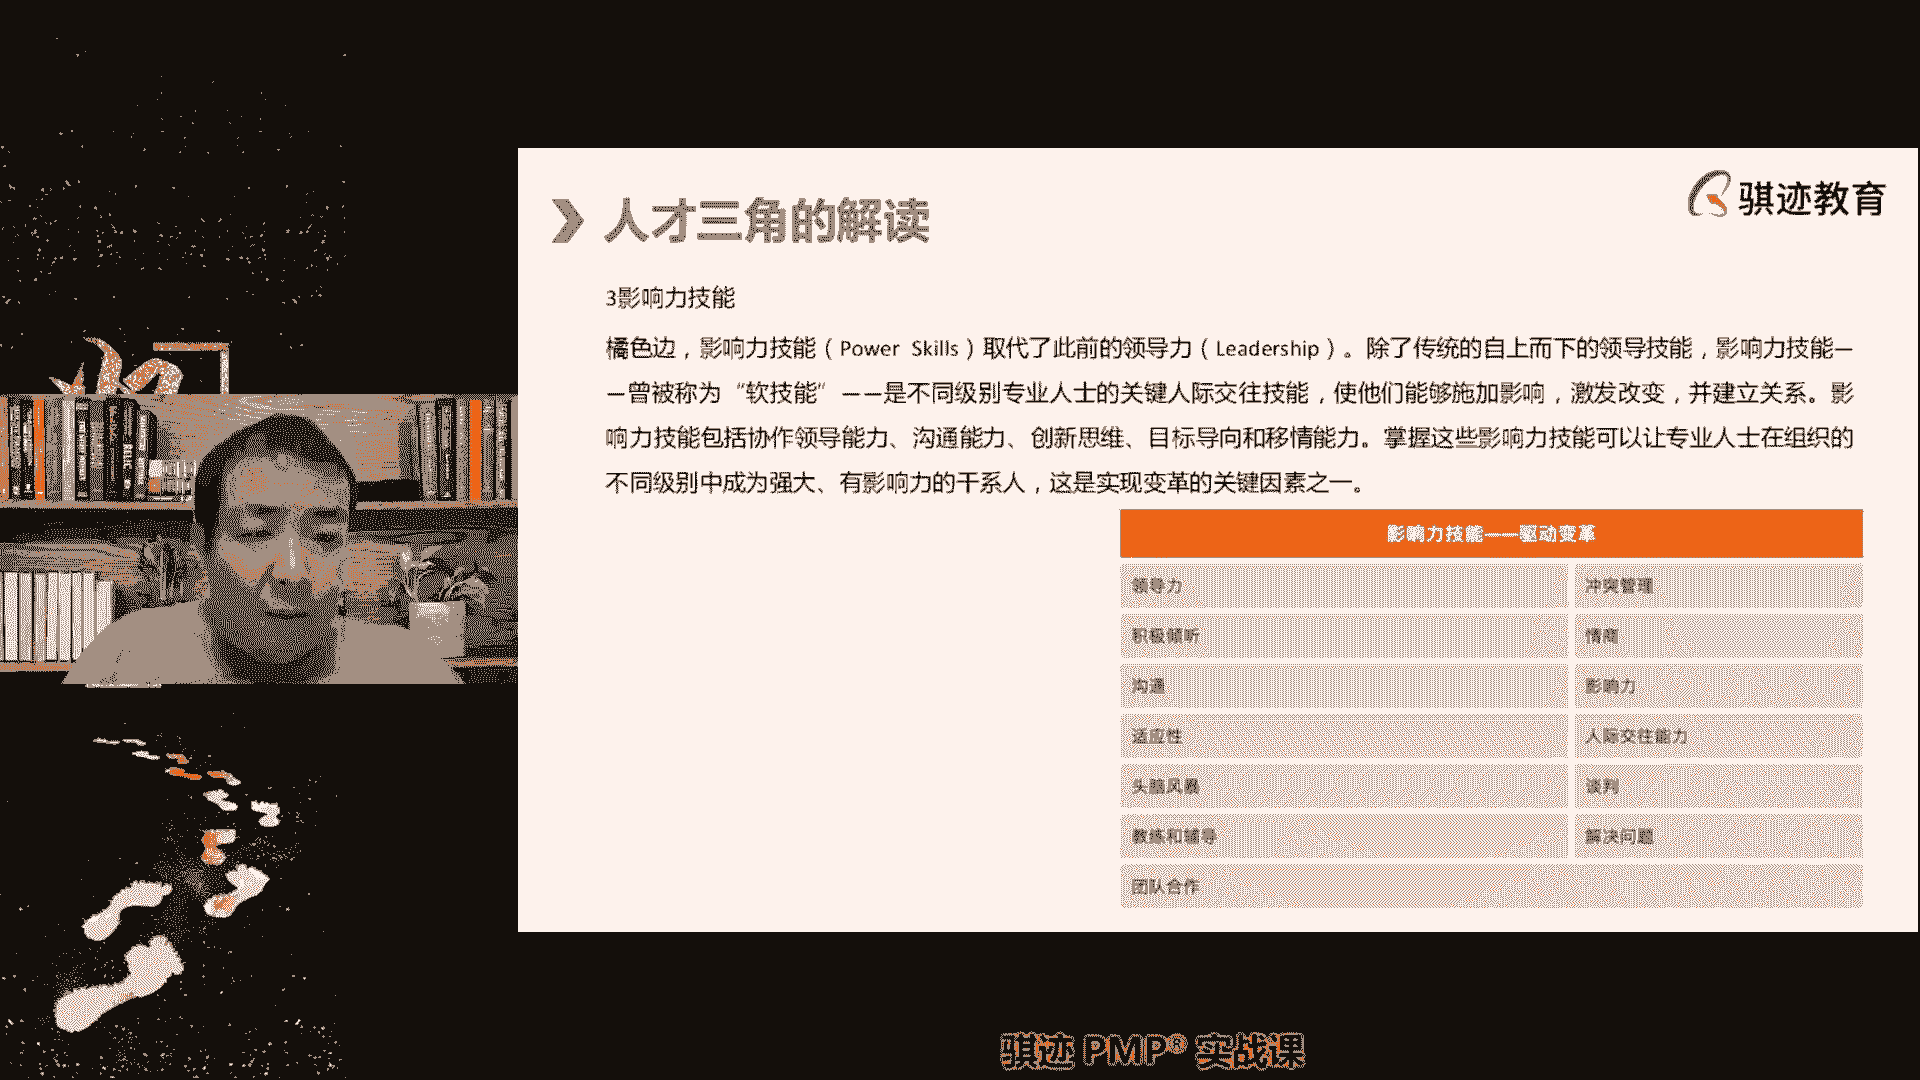 骐迹教育
人才三角的解读
3影响力技能
橘色边，影响力技能（Power Skills）取代了此前的领导力（Leadership）。除了传统的自上而下的领导技能，影响力技能—
—曾被称为“软技能”——是不同级别专业人士的关键人际交往技能，使他们能够施加影响，激发改变，并建立关系。影
响力技能包括协作领导能力、沟通能力、创新思维、目标导向和移情能力。掌握这些影响力技能可以让专业人士在组织的
不同级别中成为强大、有影响力的干系人，这是实现变革的关键因素之一。
影响力技能——驱动变革
领导力 冲突管理
积极倾听 情商
沟通 影响力
适应性 人际交往能力
头脑风暴 谈判
教练和辅导 解决问题
团队合作
骐迹 PMP® 实战课